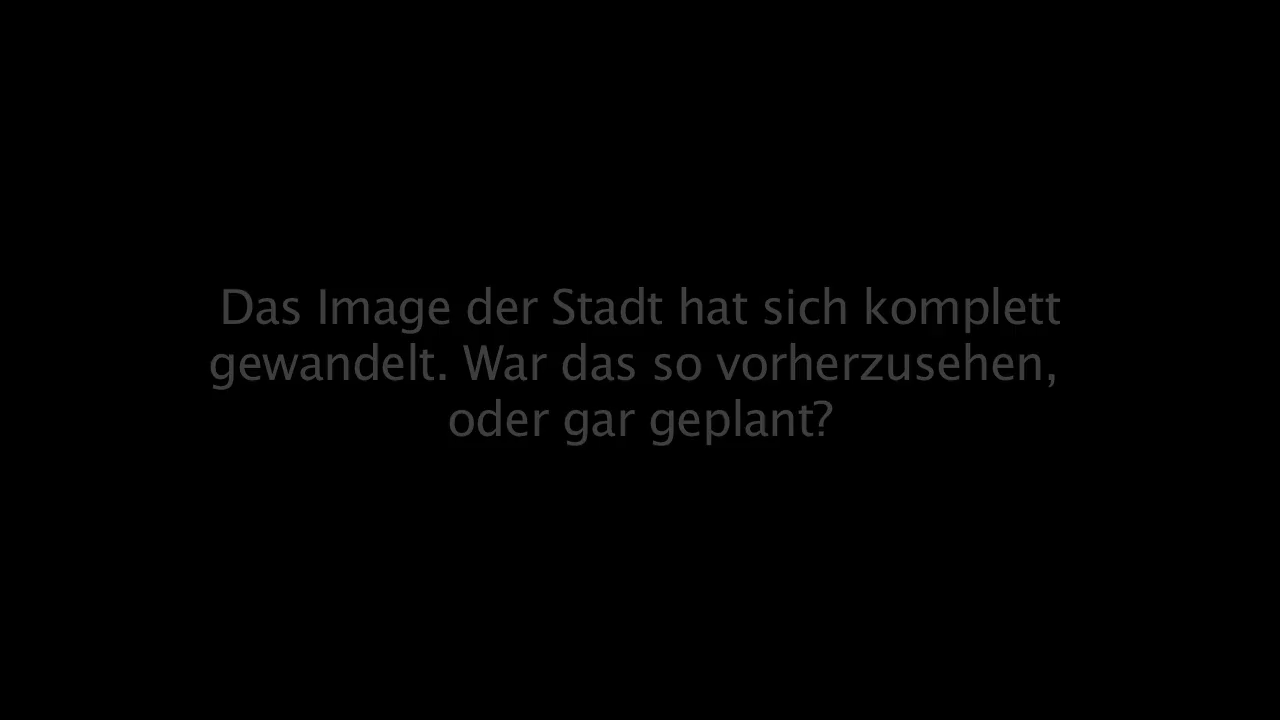 Das Image der Stadt hat sich komplett
gewandelt. War das so vorherzusehen,
oder gar geplant?